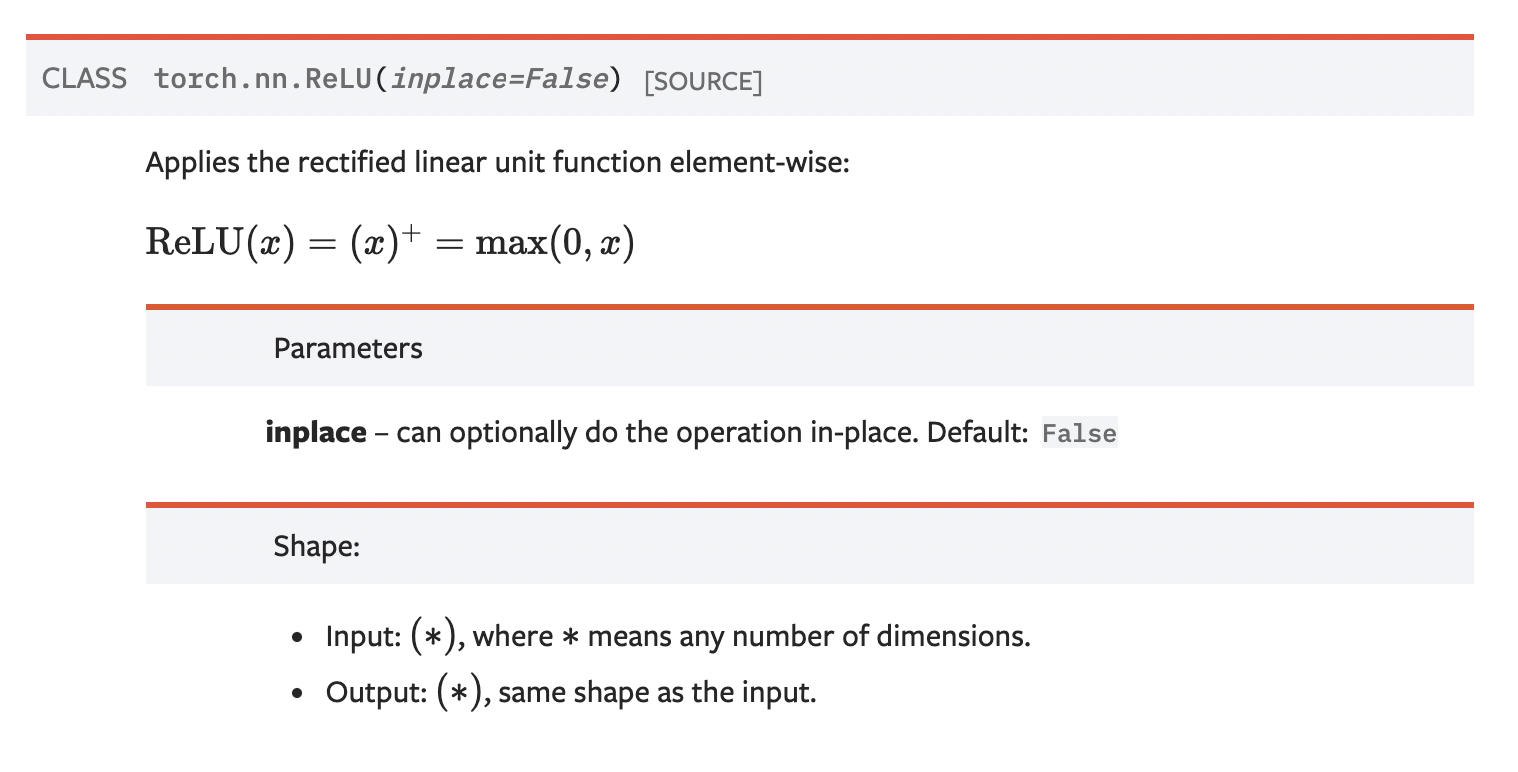 CLASS torch.nn.ReLU(inplace=False) [SOURCE]
Applies the rectified linear unit function element-wise:
ReLU(x) = (x)⁺ = max(0, x)
Parameters
inplace – can optionally do the operation in-place. Default: False
Shape:
• Input: (∗), where ∗ means any number of dimensions.
• Output: (∗), same shape as the input.